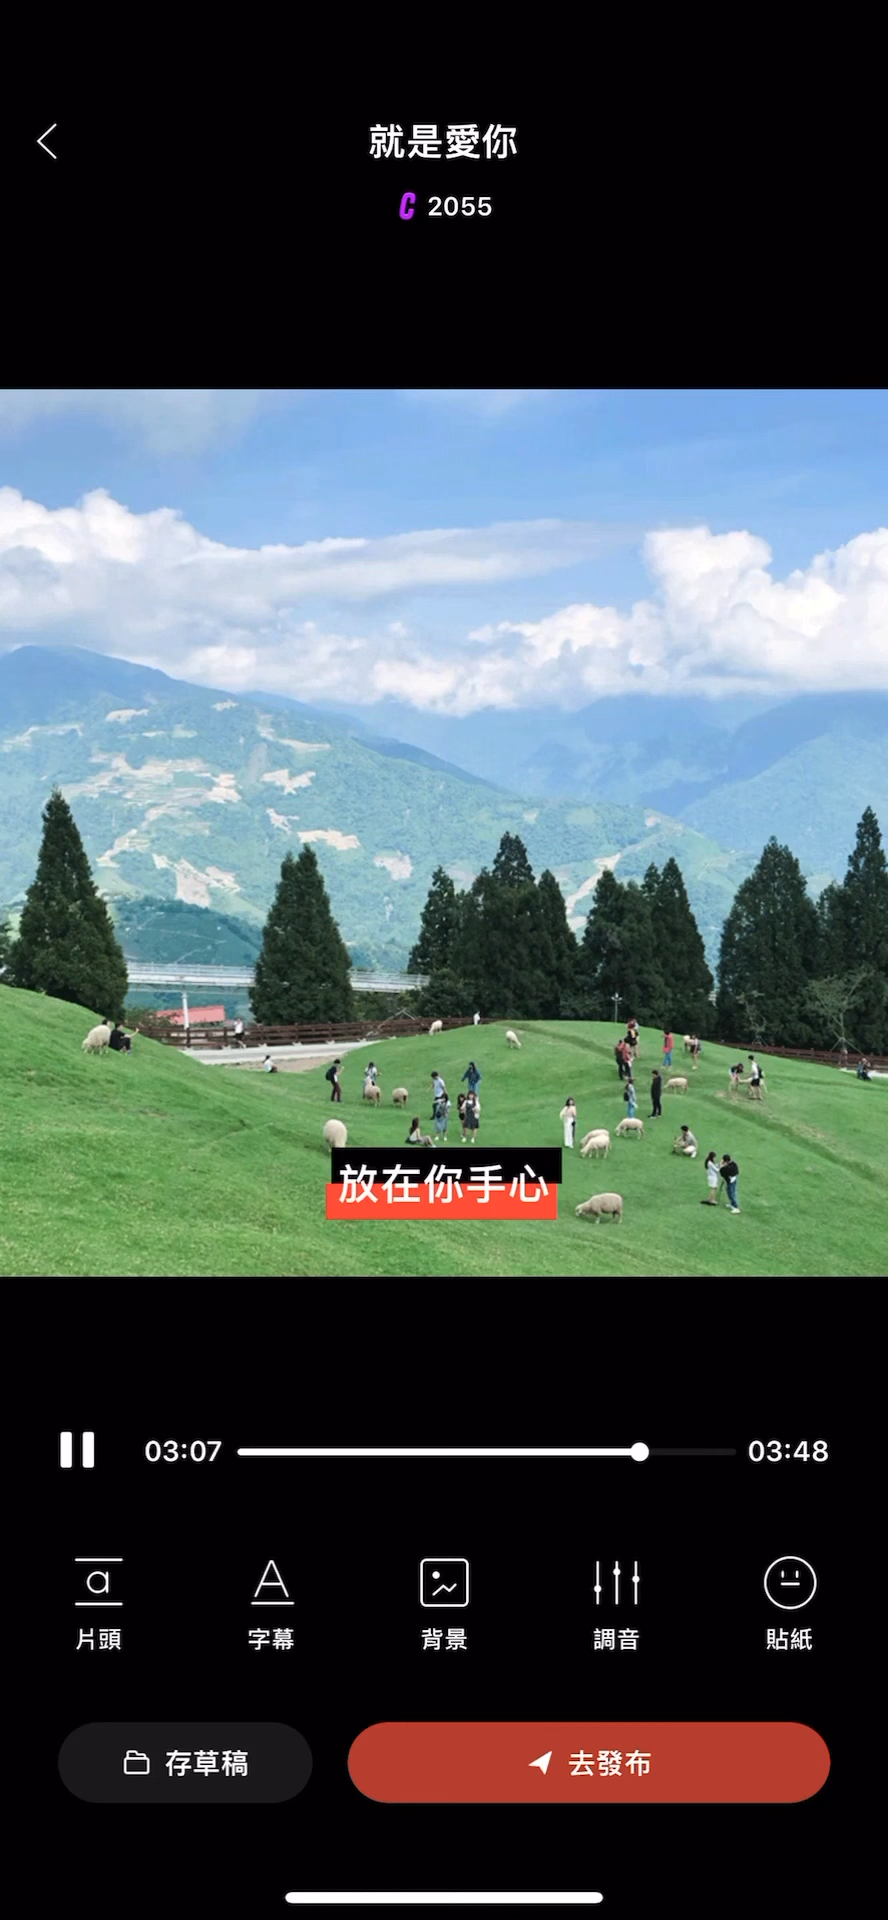 就是愛你
C 2055
放在你手心
03:07
03:48
片頭
字幕
背景
調音
貼紙
存草稿
去發布